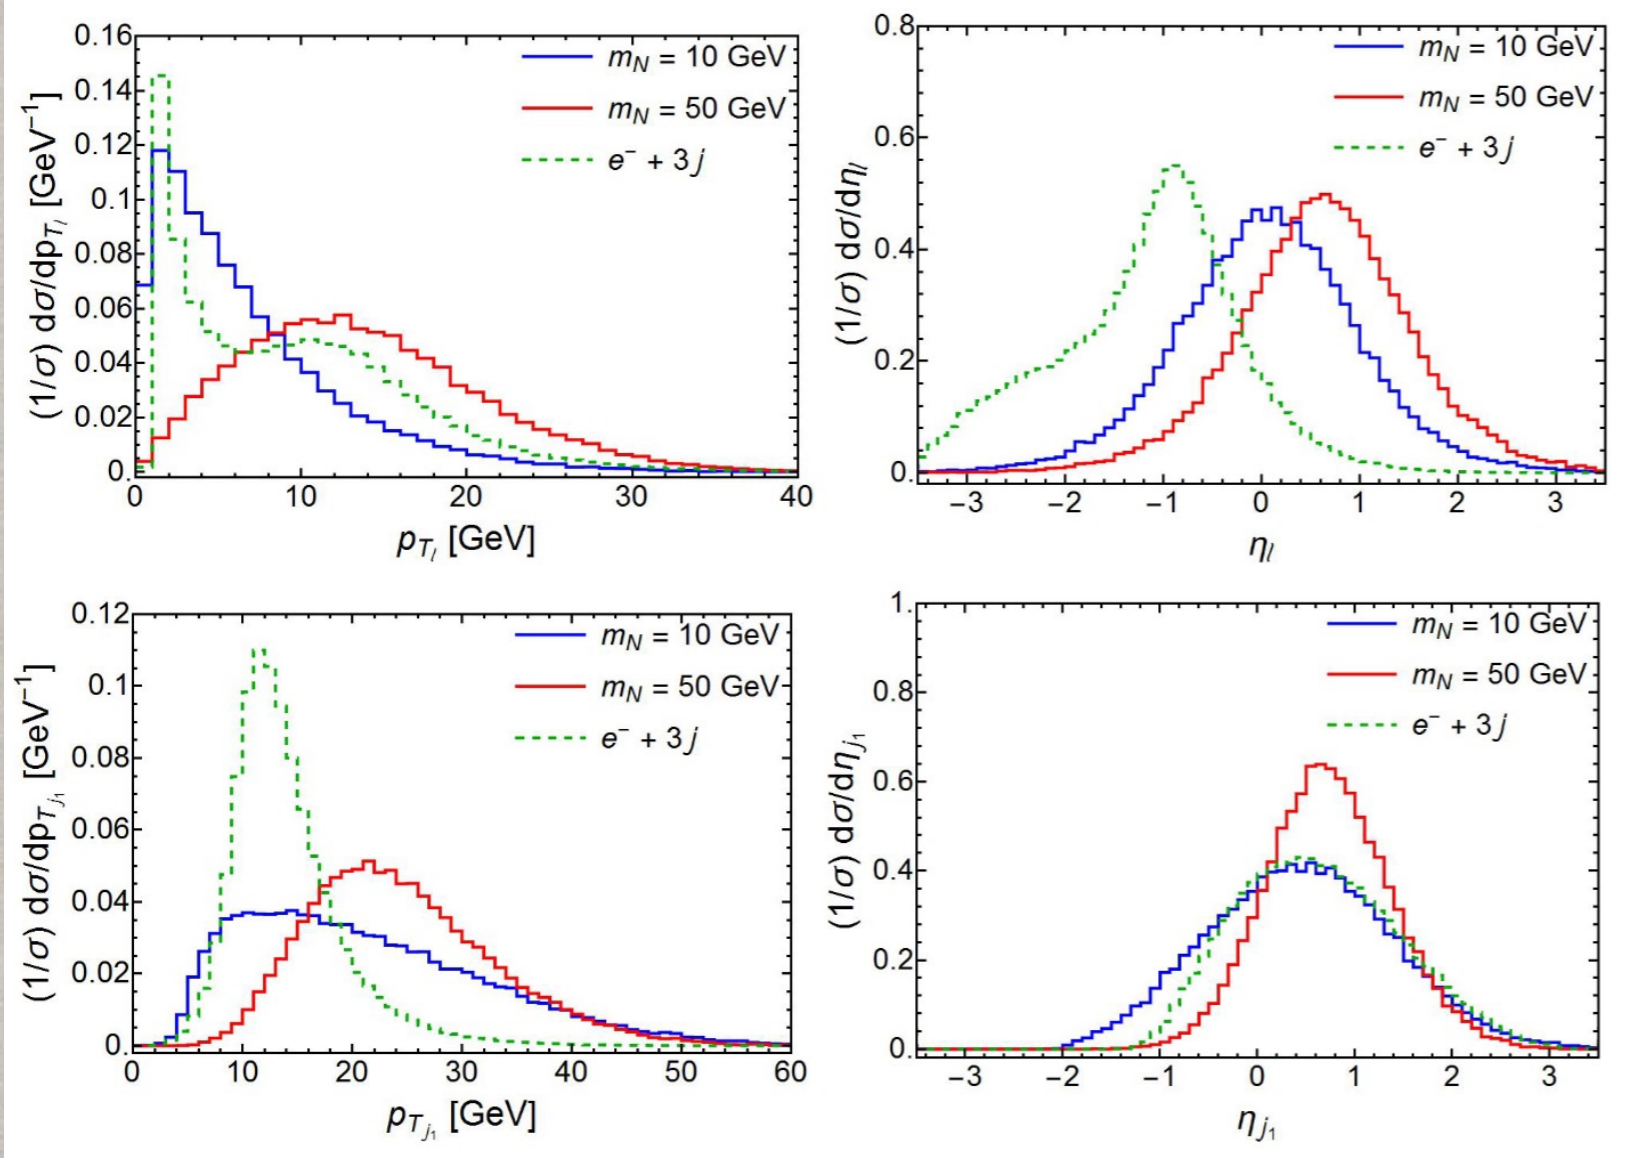 0.16
0.14
0.12
0.1
0.08
0.06
0.04
0.02
0.
(1/σ) dσ/dp_{T_l} [GeV⁻¹]
m_N = 10 GeV
m_N = 50 GeV
e⁻ + 3 j
0 10 20 30 40
p_{T_l} [GeV]
0.8
0.6
0.4
0.2
0.
(1/σ) dσ/dη_l
m_N = 10 GeV
m_N = 50 GeV
e⁻ + 3 j
−3 −2 −1 0 1 2 3
η_l
0.12
0.1
0.08
0.06
0.04
0.02
0.
(1/σ) dσ/dp_{T_{j_1}} [GeV⁻¹]
m_N = 10 GeV
m_N = 50 GeV
e⁻ + 3 j
0 10 20 30 40 50 60
p_{T_{j_1}} [GeV]
1.
0.8
0.6
0.4
0.2
0.
(1/σ) dσ/dη_{j_1}
m_N = 10 GeV
m_N = 50 GeV
e⁻ + 3 j
−3 −2 −1 0 1 2 3
η_{j_1}